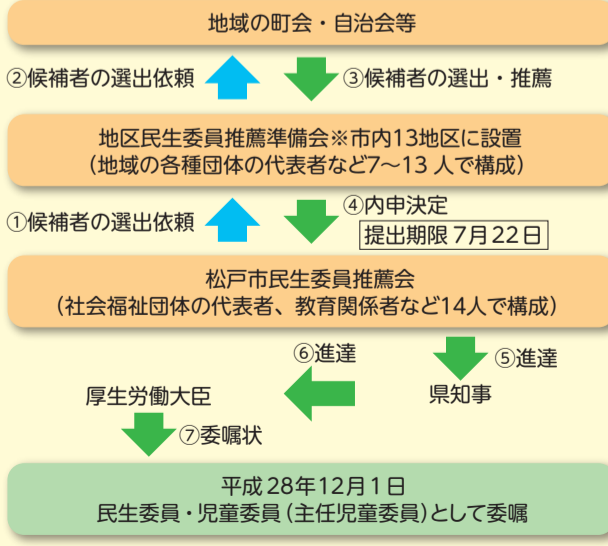 地域の町会・自治会等
②候補者の選出依頼
③候補者の選出・推薦
地区民生委員推薦準備会※市内13地区に設置
（地域の各種団体の代表者など7～13人で構成）
①候補者の選出依頼
④内申決定
提出期限7月22日
松戸市民生委員推薦会
（社会福祉団体の代表者、教育関係者など14人で構成）
⑥進達
⑤進達
厚生労働大臣
県知事
⑦委嘱状
平成28年12月1日
民生委員・児童委員（主任児童委員）として委嘱